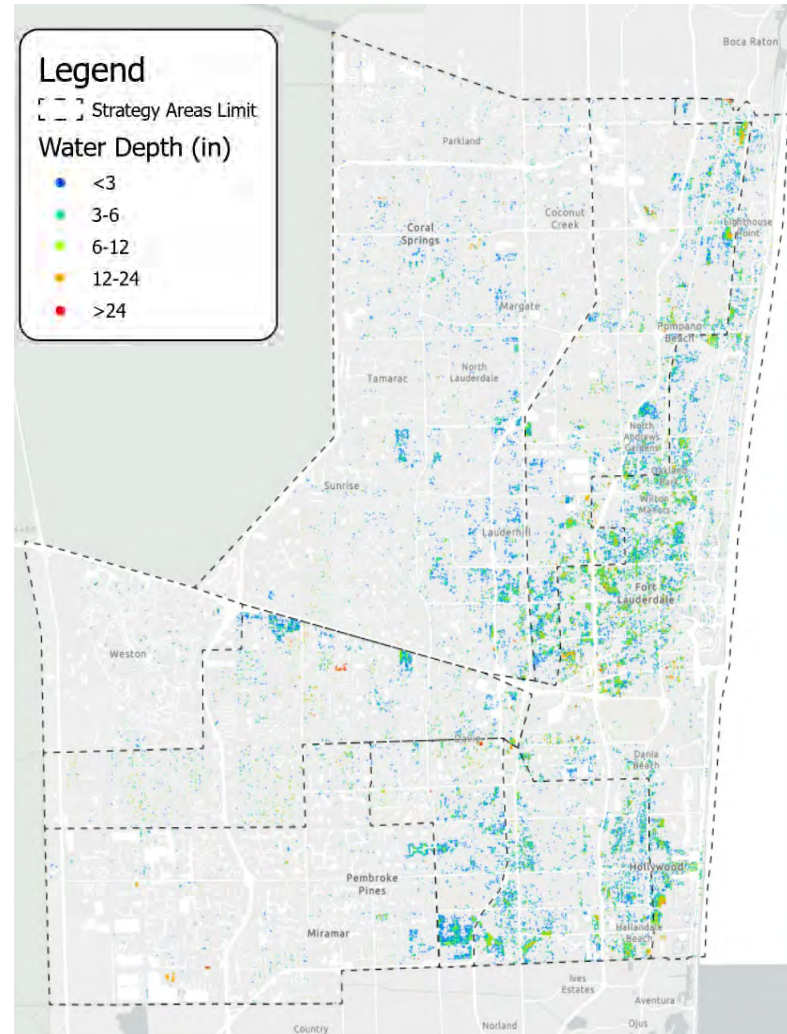 Boca Raton
Legend
Strategy Areas Limit
Water Depth (in)
<3
3-6
6-12
12-24
>24
Parkland
Coconut
Creek
Coral
Springs
Lighthouse
Point
Margate
Pompano
Beach
North
Lauderdale
Tamarac
North
Andrews
Gardens
Oakland
Park
Sunrise
Wilton
Manors
Lauderhill
Fort
Lauderdale
Weston
Davie
Dania
Beach
Hollywood
Pembroke
Pines
Miramar
Hallandale
Beach
Ives
Estates
Aventura
Country
Norland
Ojus